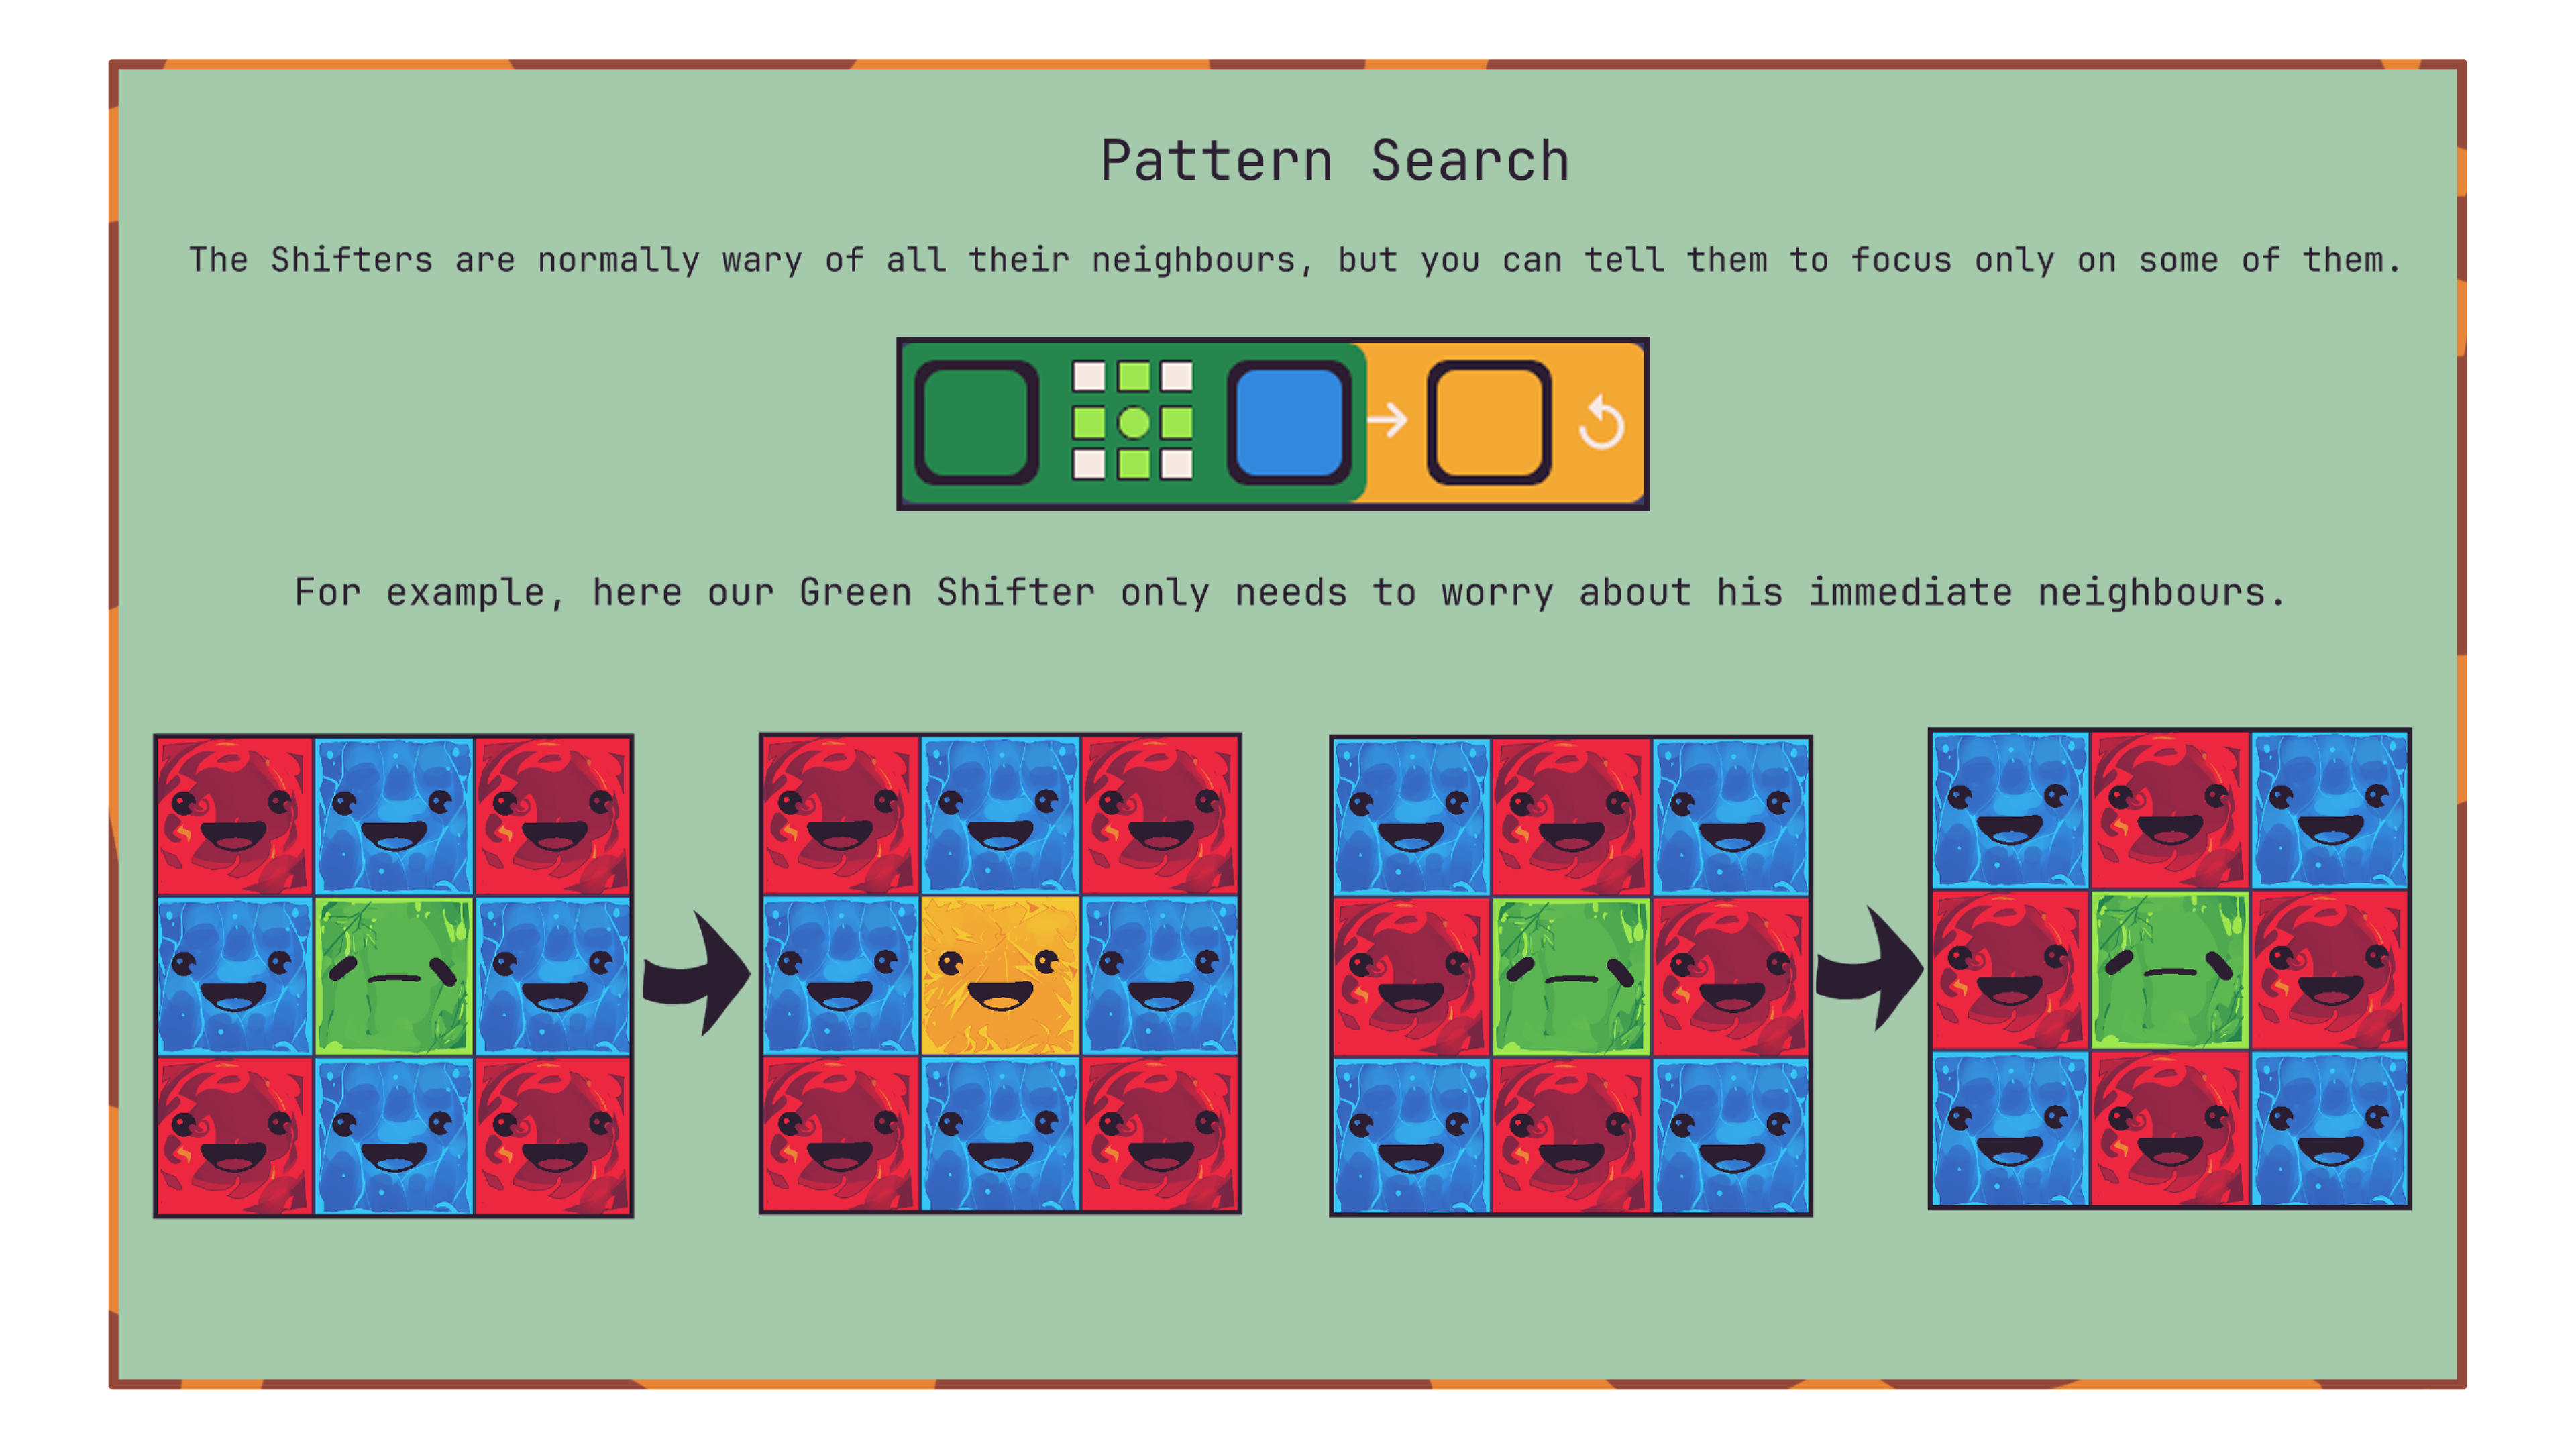 Pattern Search
The Shifters are normally wary of all their neighbours, but you can tell them to focus only on some of them.
For example, here our Green Shifter only needs to worry about his immediate neighbours.